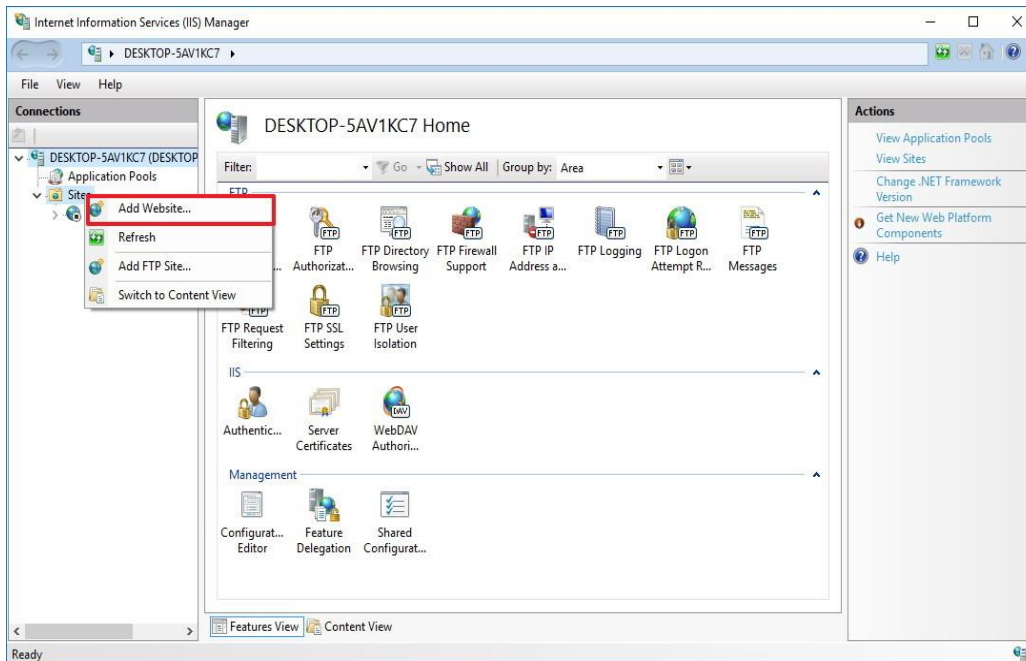 Internet Information Services (IIS) Manager
DESKTOP-5AV1KC7
File View Help
Connections
DESKTOP-5AV1KC7 (DESKTOP
Application Pools
Sites
Add Website...
Refresh
Add FTP Site...
Switch to Content View
DESKTOP-5AV1KC7 Home
Filter: Go Show All Group by: Area
FTP
FTP
Authorizat...
FTP Directory
Browsing
FTP Firewall
Support
FTP IP
Address a...
FTP Logging
FTP Logon
Attempt R...
FTP
Messages
FTP Request
Filtering
FTP SSL
Settings
FTP User
Isolation
IIS
Authentic...
Server
Certificates
WebDAV
Authori...
Management
Configurat...
Editor
Feature
Delegation
Shared
Configurat...
Features View Content View
Actions
View Application Pools
View Sites
Change .NET Framework
Version
Get New Web Platform
Components
Help
Ready